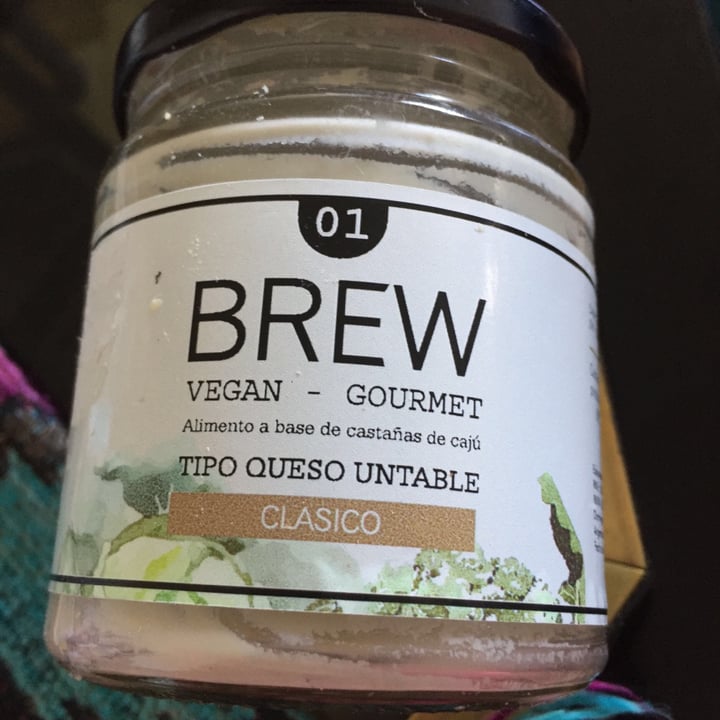 01
BREW
VEGAN - GOURMET
Alimento a base de castañas de cajú
TIPO QUESO UNTABLE
CLASICO